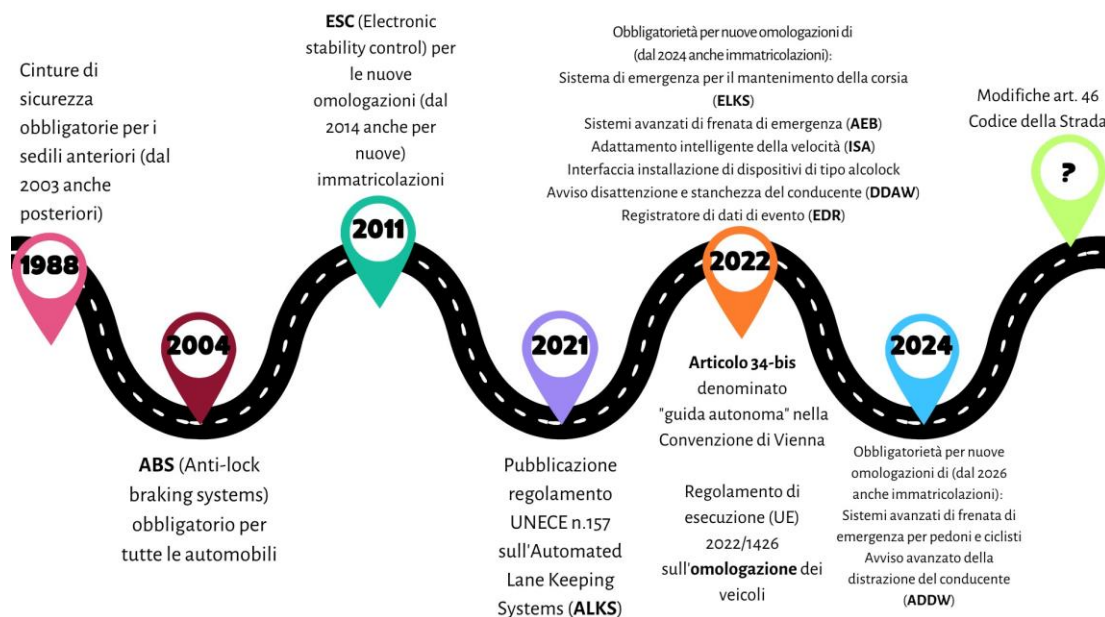 Cinture di
sicurezza
obbligatorie per i
sedili anteriori (dal
2003 anche
posteriori)
1988
2004
ABS (Anti-lock
braking systems)
obbligatorio per
tutte le automobili
ESC (Electronic
stability control) per
le nuove
omologazioni (dal
2014 anche per
nuove)
immatricolazioni
2011
2021
Pubblicazione
regolamento
UNECE n.157
sull'Automated
Lane Keeping
Systems (ALKS)
Obbligatorietà per nuove omologazioni di
(dal 2024 anche immatricolazioni):
Sistema di emergenza per il mantenimento della corsia
(ELKS)
Sistemi avanzati di frenata di emergenza (AEB)
Adattamento intelligente della velocità (ISA)
Interfaccia installazione di dispositivi di tipo alcolock
Avviso disattenzione e stanchezza del conducente (DDAW)
Registratore di dati di evento (EDR)
2022
Articolo 34-bis
denominato
"guida autonoma" nella
Convenzione di Vienna
Regolamento di
esecuzione (UE)
2022/1426
sull'omologazione dei
veicoli
2024
Obbligatorietà per nuove
omologazioni di (dal 2026
anche immatricolazioni):
Sistemi avanzati di frenata di
emergenza per pedoni e ciclisti
Avviso avanzato della
distrazione del conducente
(ADDW)
Modifiche art. 46
Codice della Strada
?